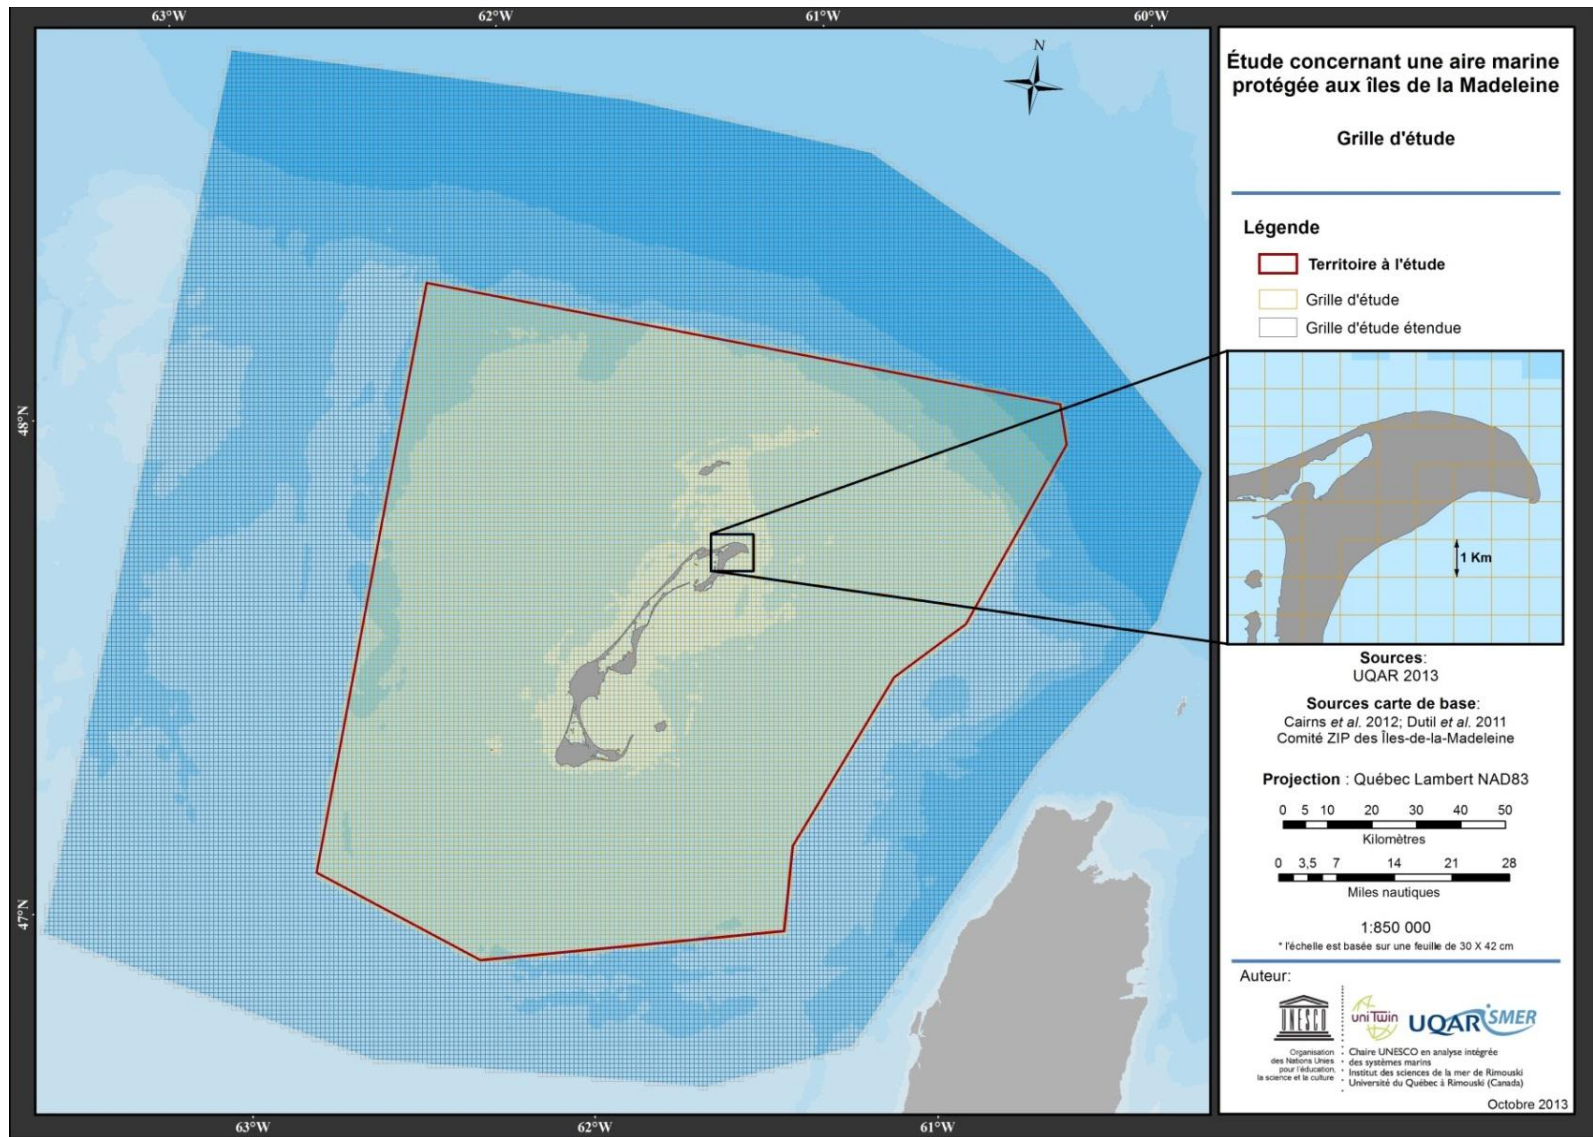 63°W 62°W 61°W 60°W
N
48°N
47°N
63°W 62°W 61°W
Étude concernant une aire marine
protégée aux îles de la Madeleine
Grille d'étude
Légende
Territoire à l'étude
Grille d'étude
Grille d'étude étendue
1 Km
Sources:
UQAR 2013
Sources carte de base:
Cairns et al. 2012; Dutil et al. 2011
Comité ZIP des Îles-de-la-Madeleine
Projection : Québec Lambert NAD83
0 5 10 20 30 40 50
Kilomètres
0 3,5 7 14 21 28
Miles nautiques
1:850 000
* l'échelle est basée sur une feuille de 30 X 42 cm
Auteur:
UNESCO
uniTwin
UQAR ISMER
Organisation
des Nations Unies
pour l'éducation,
la science et la culture
Chaire UNESCO en analyse intégrée
des systèmes marins
Institut des sciences de la mer de Rimouski
Université du Québec à Rimouski (Canada)
Octobre 2013